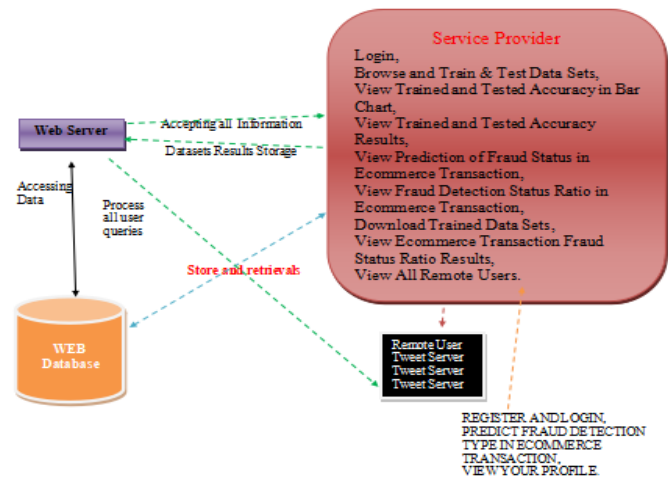 Service Provider
Login,
Browse and Train & Test Data Sets,
View Trained and Tested Accuracy in Bar
Chart,
View Trained and Tested Accuracy
Results,
View Prediction of Fraud Status in
Ecommerce Transaction,
View Fraud Detection Status Ratio in
Ecommerce Transaction,
Download Trained Data Sets,
View Ecommerce Transaction Fraud
Status Ratio Results,
View All Remote Users.
Web Server
Accepting all Information
Datasets Results Storage
Accessing
Data
Process
all user
queries
Store and retrievals
WEB
Database
Remote User
Tweet Server
Tweet Server
Tweet Server
REGISTER AND LOGIN,
PREDICT FRAUD DETECTION
TYPE IN ECOMMERCE
TRANSACTION,
VIEW YOUR PROFILE.